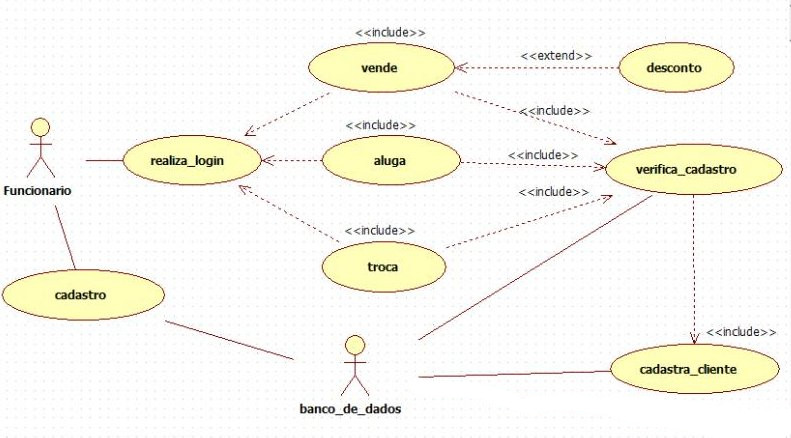 <<include>>
vende
<<extend>>
desconto
<<include>>
<<include>>
realiza_login
aluga
<<include>>
verifica_cadastro
Funcionario
<<include>>
<<include>>
troca
cadastro
<<include>>
cadastra_cliente
banco_de_dados